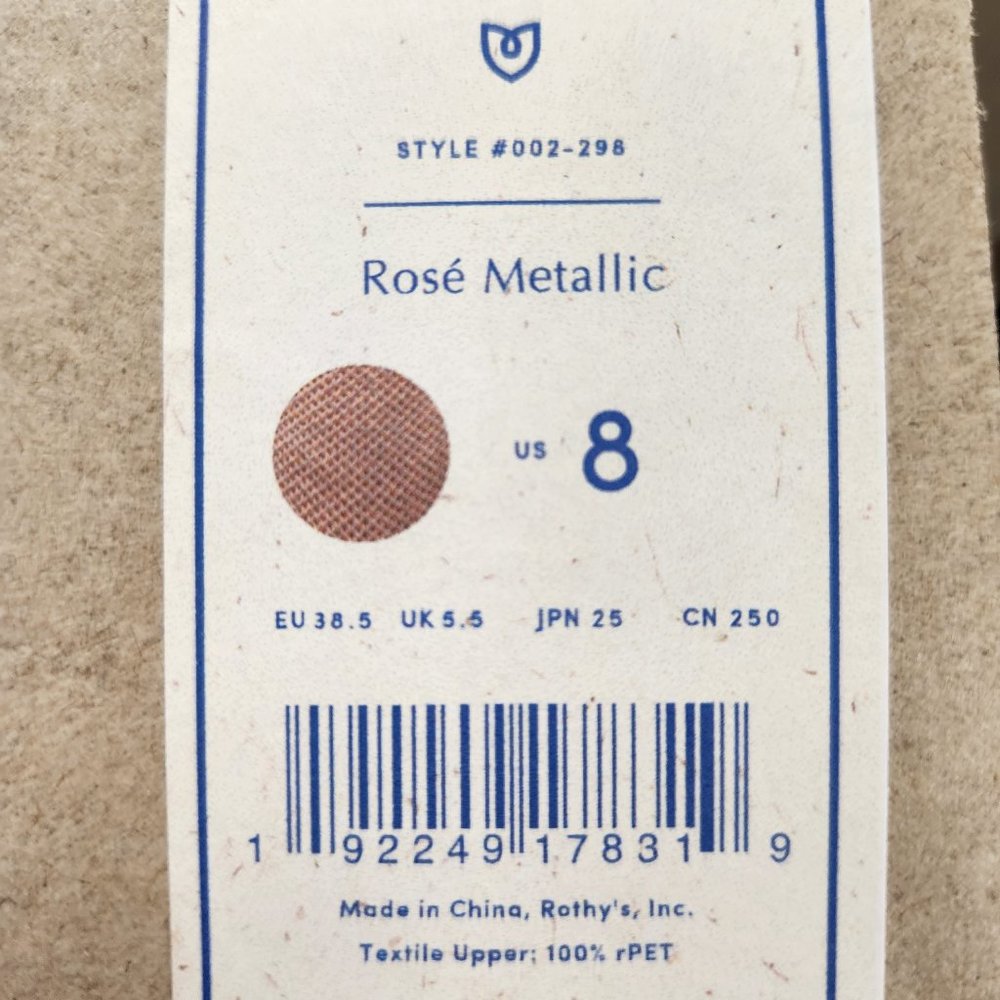 STYLE #002-298
Rosé Metallic
US 8
EU 38.5 UK 5.5 JPN 25 CN 250
1 92249 17831 9
Made in China, Rothy's, Inc.
Textile Upper: 100% rPET